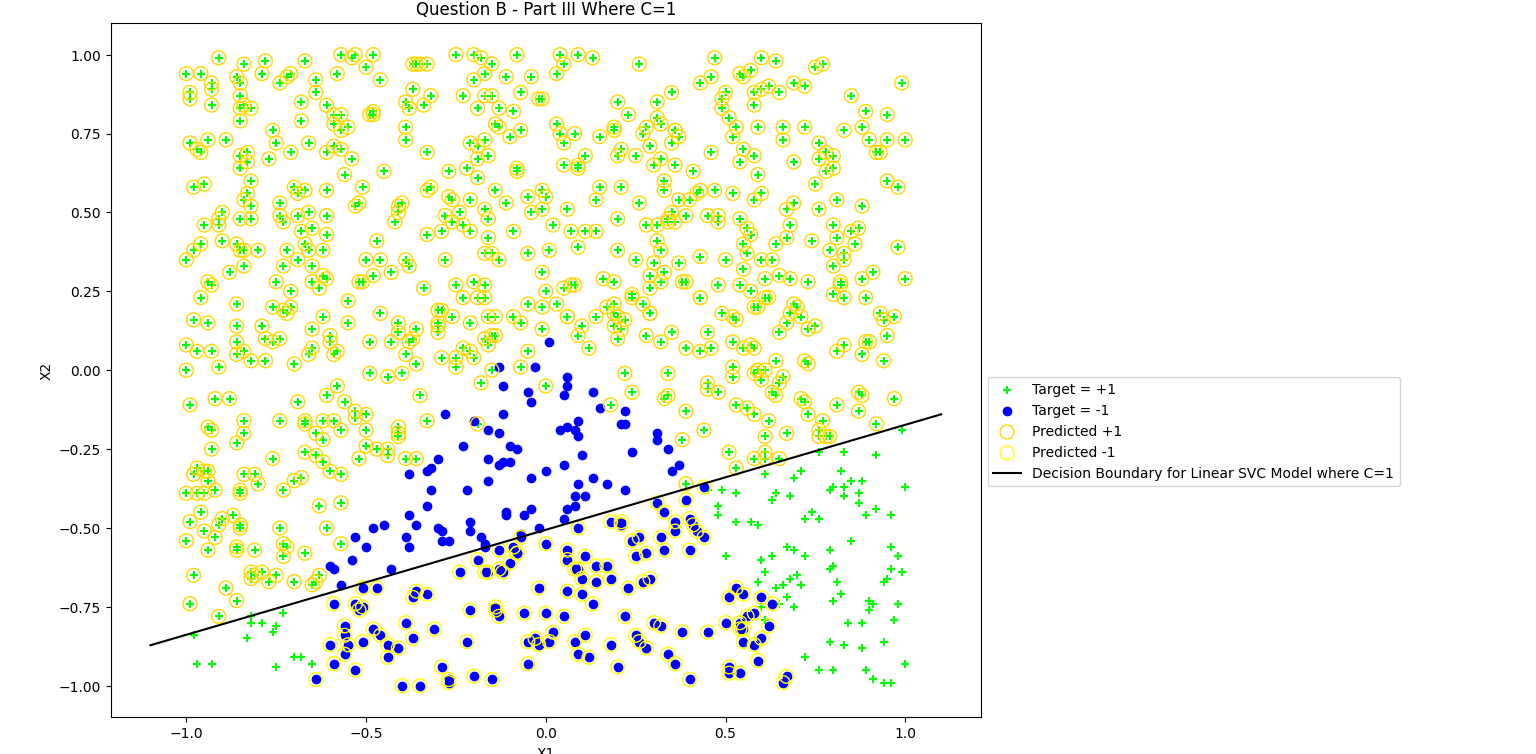 Question B - Part III Where C=1
1.00
0.75
0.50
0.25
0.00
−0.25
−0.50
−0.75
−1.00
X2
−1.0
−0.5
0.0
0.5
1.0
X1
Target = +1
Target = -1
Predicted +1
Predicted -1
Decision Boundary for Linear SVC Model where C=1